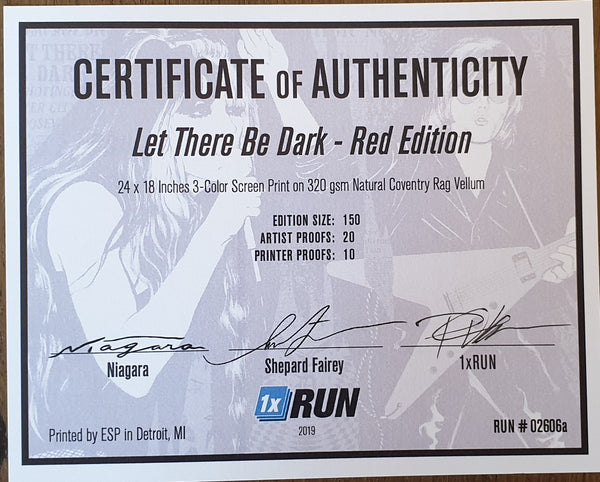 CERTIFICATE OF AUTHENTICITY
Let There Be Dark - Red Edition
24 x 18 Inches 3-Color Screen Print on 320 gsm Natural Coventry Rag Vellum
EDITION SIZE: 150
ARTIST PROOFS: 20
PRINTER PROOFS: 10
Niagara
Niagara
Shepard Fairey
1xRUN
1x RUN
2019
Printed by ESP in Detroit, MI
RUN # 02606a